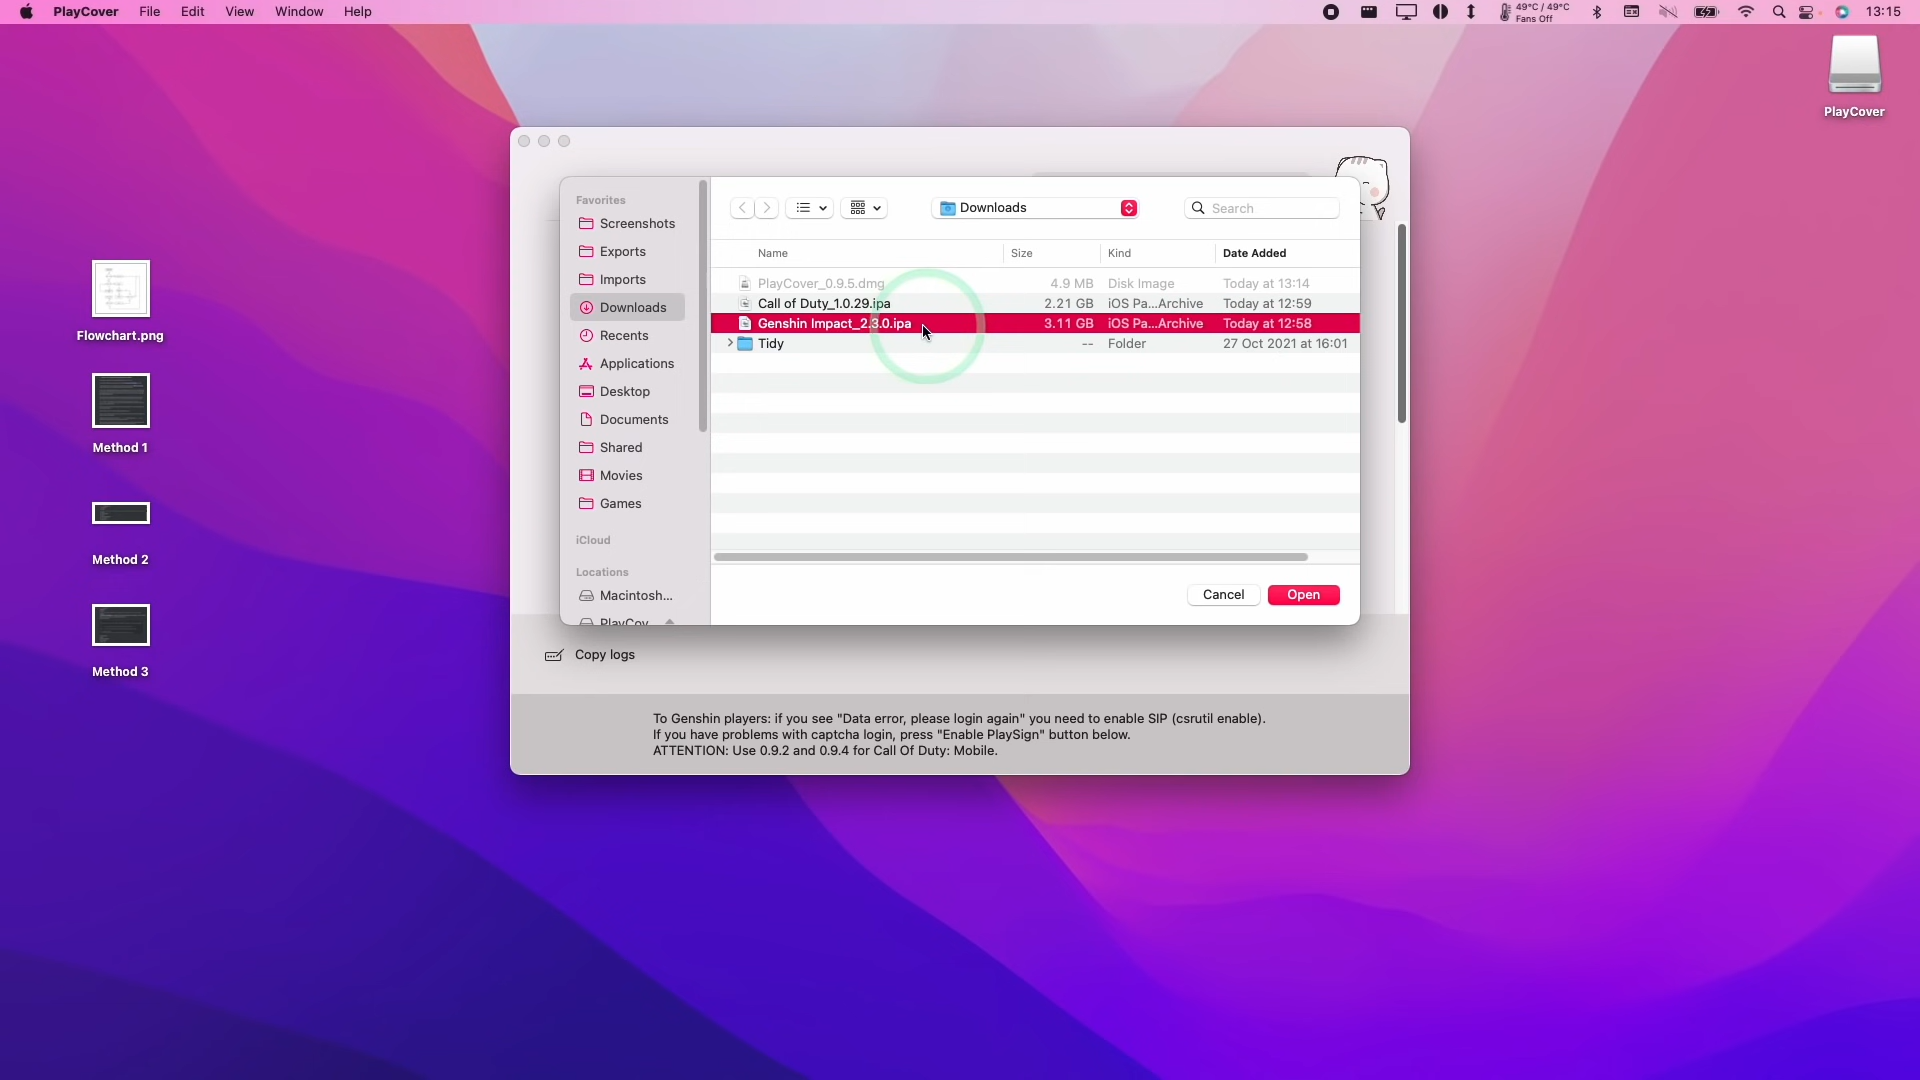 PlayCover File Edit View Window Help
49°C / 49°C
Fans Off
13:15
PlayCover
Flowchart.png
Method 1
Method 2
Method 3
Favorites
Screenshots
Exports
Imports
Downloads
Recents
Applications
Desktop
Documents
Shared
Movies
Games
iCloud
Locations
Macintosh...
PlayCov
Downloads
Search
Name Size Kind Date Added
PlayCover_0.9.5.dmg 4.9 MB Disk Image Today at 13:14
Call of Duty_1.0.29.ipa 2.21 GB iOS Pa...Archive Today at 12:59
Genshin Impact_2.3.0.ipa 3.11 GB iOS Pa...Archive Today at 12:58
Tidy -- Folder 27 Oct 2021 at 16:01
Cancel Open
Copy logs
To Genshin players: if you see "Data error, please login again" you need to enable SIP (csrutil enable).
If you have problems with captcha login, press "Enable PlaySign" button below.
ATTENTION: Use 0.9.2 and 0.9.4 for Call Of Duty: Mobile.